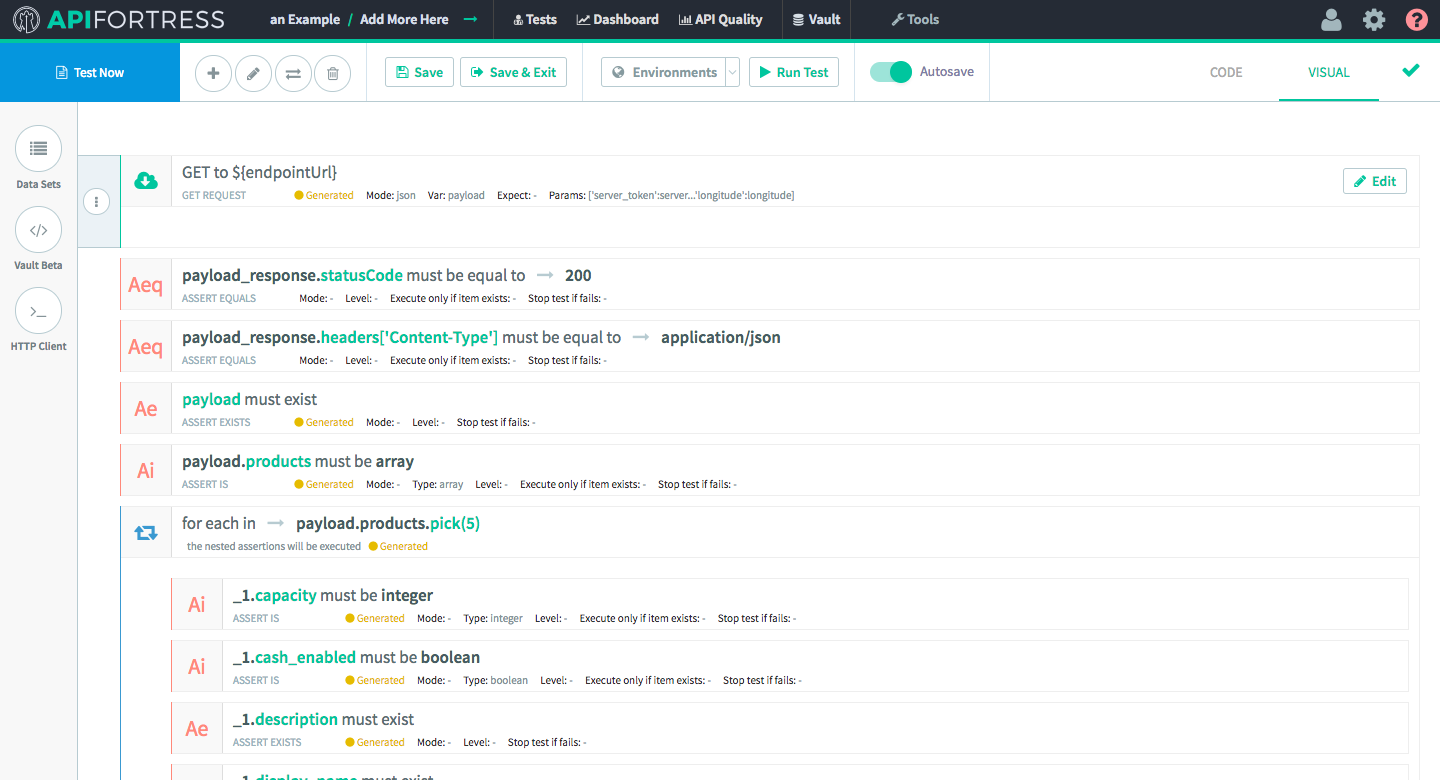 APIFORTRESS an Example / Add More Here → Tests Dashboard API Quality Vault Tools ?
Test Now Save Save & Exit Environments Run Test Autosave CODE VISUAL
Data Sets
Vault Beta
HTTP Client
GET to ${endpointUrl}
Edit
GET REQUEST Generated Mode: json Var: payload Expect: - Params: ['server_token':server...'longitude':longitude]
Aeq
payload_response.statusCode must be equal to → 200
ASSERT EQUALS Mode: - Level: - Execute only if item exists: - Stop test if fails: -
Aeq
payload_response.headers['Content-Type'] must be equal to → application/json
ASSERT EQUALS Mode: - Level: - Execute only if item exists: - Stop test if fails: -
Ae
payload must exist
ASSERT EXISTS Generated Mode: - Level: - Stop test if fails: -
Ai
payload.products must be array
ASSERT IS Generated Mode: - Type: array Level: - Execute only if item exists: - Stop test if fails: -
for each in → payload.products.pick(5)
the nested assertions will be executed Generated
Ai
_1.capacity must be integer
ASSERT IS Generated Mode: - Type: integer Level: - Execute only if item exists: - Stop test if fails: -
Ai
_1.cash_enabled must be boolean
ASSERT IS Generated Mode: - Type: boolean Level: - Execute only if item exists: - Stop test if fails: -
Ae
_1.description must exist
ASSERT EXISTS Generated Mode: - Level: - Stop test if fails: -
_1.display_name must exist